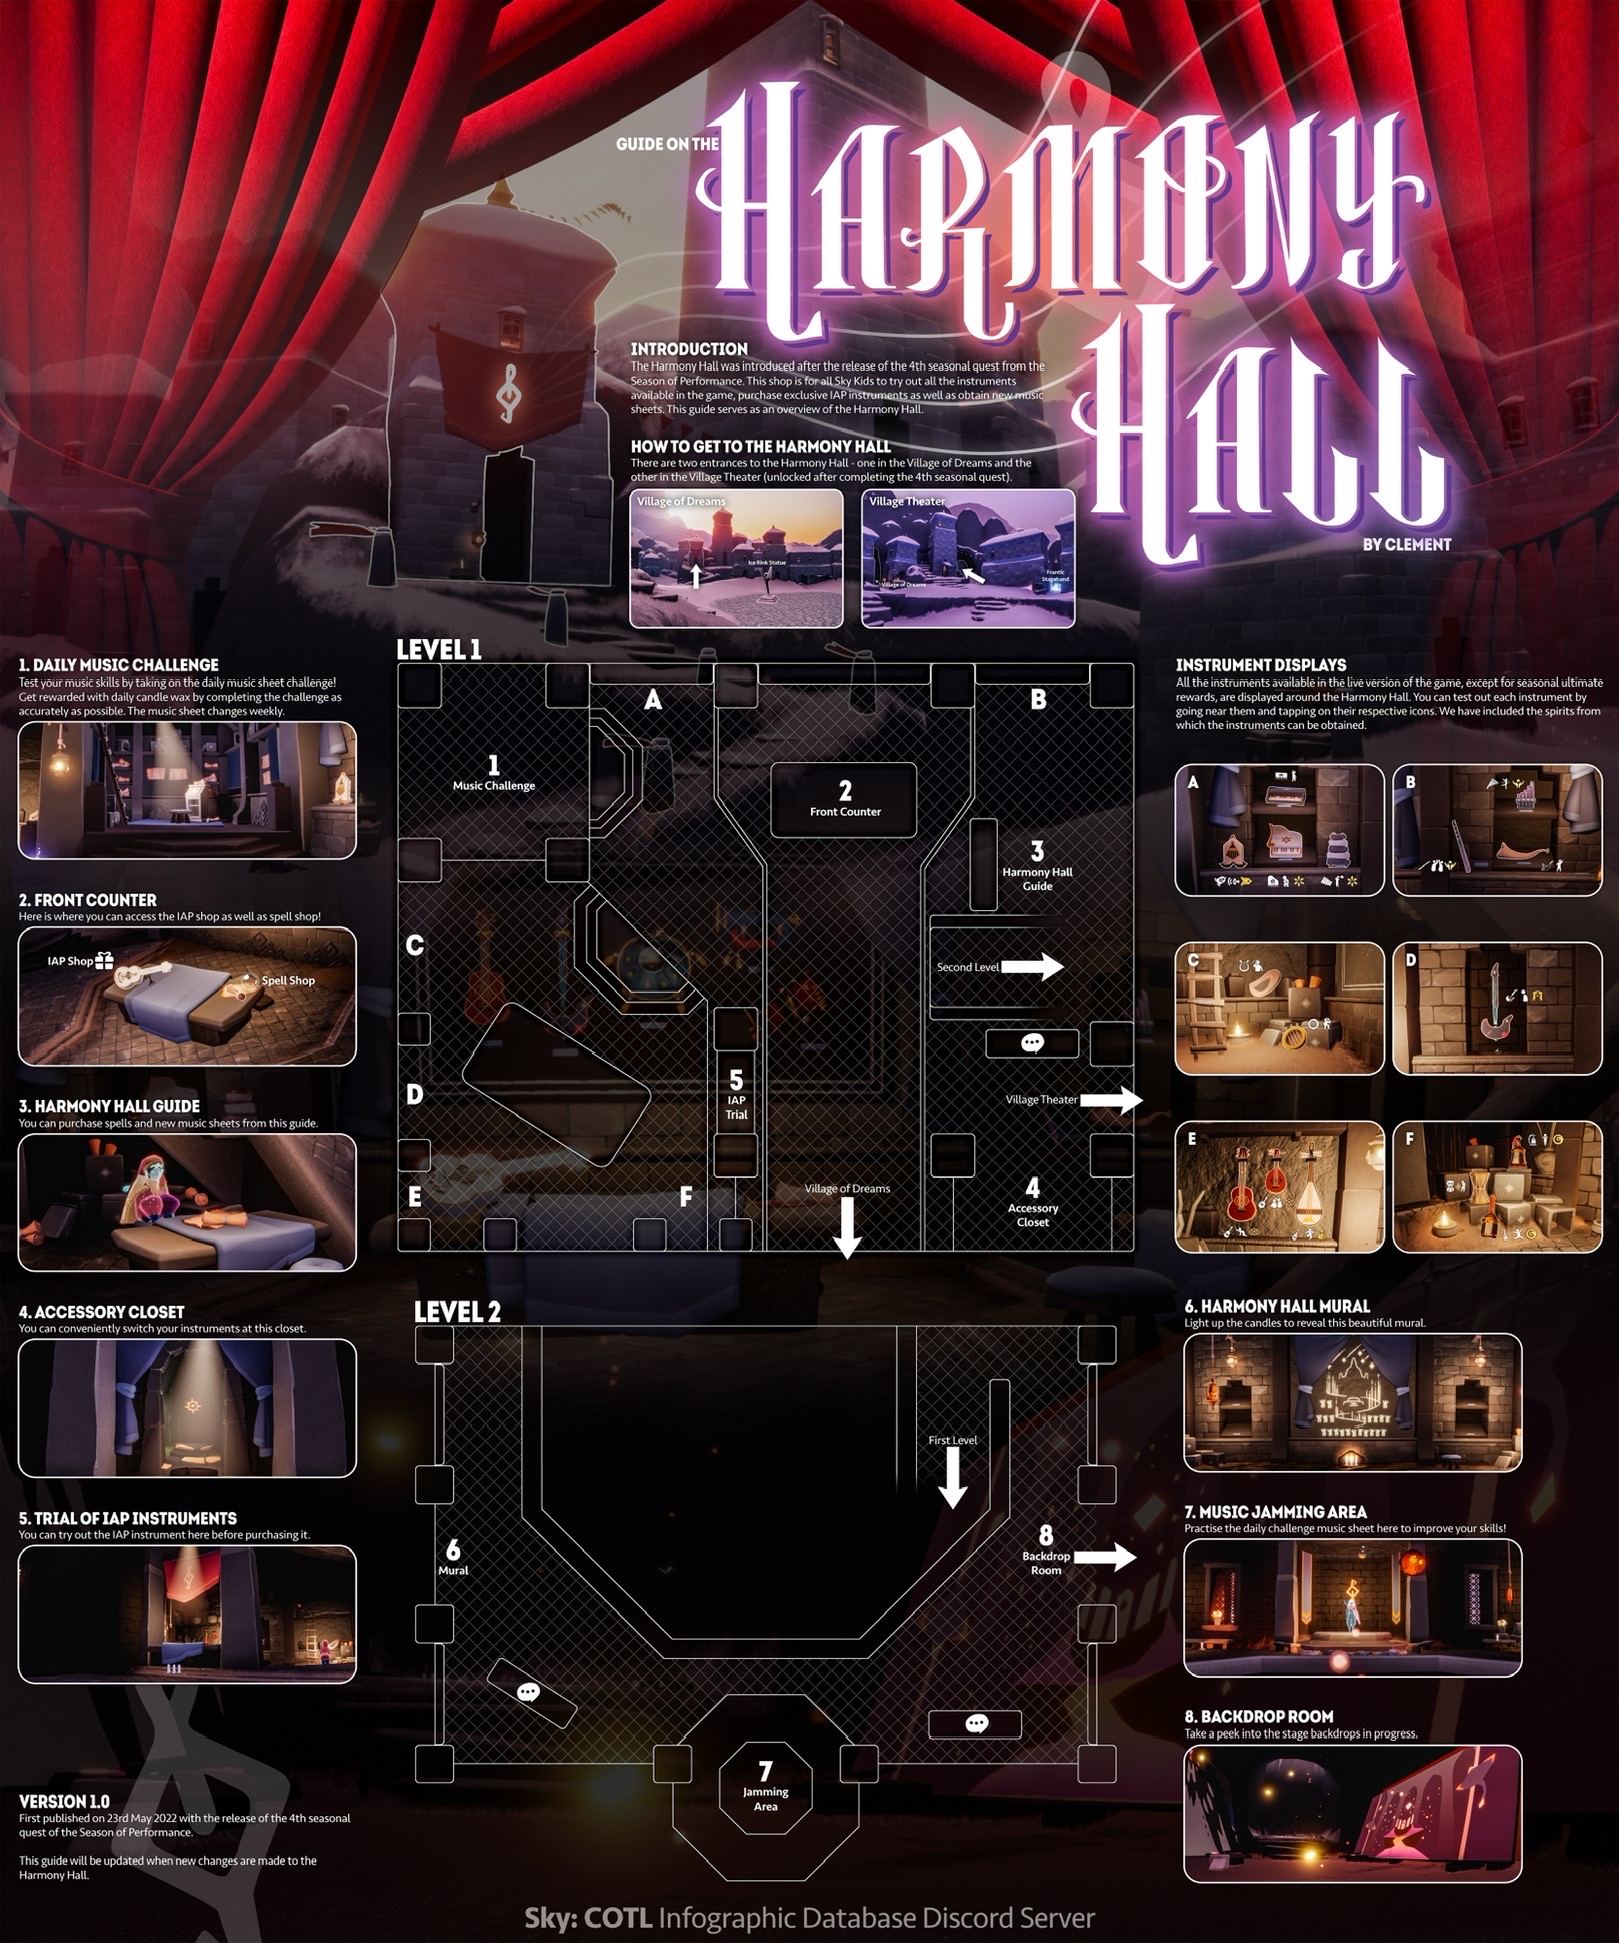 GUIDE ON THE
HARMONY
HALL
BY CLEMENT
INTRODUCTION
The Harmony Hall was introduced after the release of the 4th seasonal quest from the
Season of Performance. This shop is for all Sky Kids to try out all the instruments
available in the game, purchase exclusive IAP instruments as well as obtain new music
sheets. This guide serves as an overview of the Harmony Hall.
HOW TO GET TO THE HARMONY HALL
There are two entrances to the Harmony Hall - one in the Village of Dreams and the
other in the Village Theater (unlocked after completing the 4th seasonal quest).
Village of Dreams
Ice Rink Statue
Village Theater
Village of Dreams
Frantic
Stagehand
1. DAILY MUSIC CHALLENGE
Test your music skills by taking on the daily music sheet challenge!
Get rewarded with daily candle wax by completing the challenge as
accurately as possible. The music sheet changes weekly.
2. FRONT COUNTER
Here is where you can access the IAP shop as well as spell shop!
IAP Shop
Spell Shop
3. HARMONY HALL GUIDE
You can purchase spells and new music sheets from this guide.
4. ACCESSORY CLOSET
You can conveniently switch your instruments at this closet.
5. TRIAL OF IAP INSTRUMENTS
You can try out the IAP instrument here before purchasing it.
VERSION 1.0
First published on 23rd May 2022 with the release of the 4th seasonal
quest of the Season of Performance.
This guide will be updated when new changes are made to the
Harmony Hall.
LEVEL 1
A
B
1
Music Challenge
2
Front Counter
3
Harmony Hall
Guide
C
Second Level
D
5
IAP
Trial
Village Theater
E
F
Village of Dreams
4
Accessory
Closet
LEVEL 2
First Level
6
Mural
8
Backdrop
Room
7
Jamming
Area
INSTRUMENT DISPLAYS
All the instruments available in the live version of the game, except for seasonal ultimate
rewards, are displayed around the Harmony Hall. You can test out each instrument by
going near them and tapping on their respective icons. We have included the spirits from
which the instruments can be obtained.
A
B
C
D
E
F
6. HARMONY HALL MURAL
Light up the candles to reveal this beautiful mural.
7. MUSIC JAMMING AREA
Practise the daily challenge music sheet here to improve your skills!
8. BACKDROP ROOM
Take a peek into the stage backdrops in progress.
Sky: COTL Infographic Database Discord Server